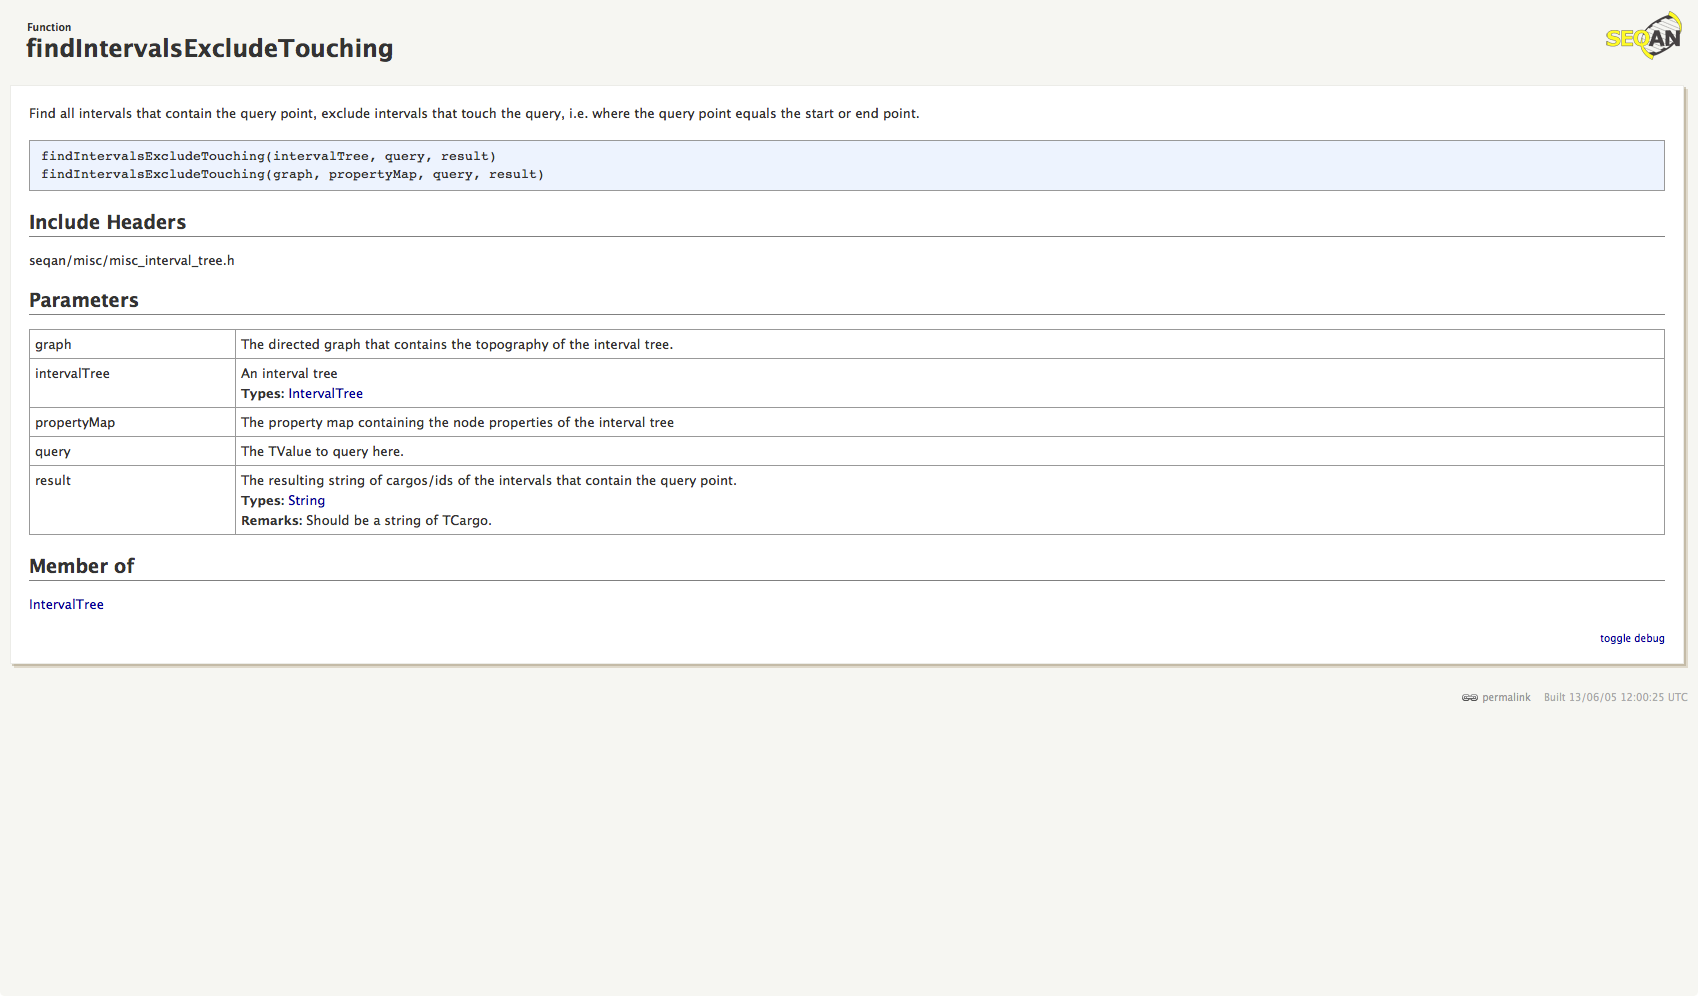 Function
findIntervalsExcludeTouching
SEQAN
Find all intervals that contain the query point, exclude intervals that touch the query, i.e. where the query point equals the start or end point.
findIntervalsExcludeTouching(intervalTree, query, result)
findIntervalsExcludeTouching(graph, propertyMap, query, result)
Include Headers
seqan/misc/misc_interval_tree.h
Parameters
graph The directed graph that contains the topography of the interval tree.
intervalTree An interval tree
Types: IntervalTree
propertyMap The property map containing the node properties of the interval tree
query The TValue to query here.
result The resulting string of cargos/ids of the intervals that contain the query point.
Types: String
Remarks: Should be a string of TCargo.
Member of
IntervalTree
toggle debug
permalink Built 13/06/05 12:00:25 UTC